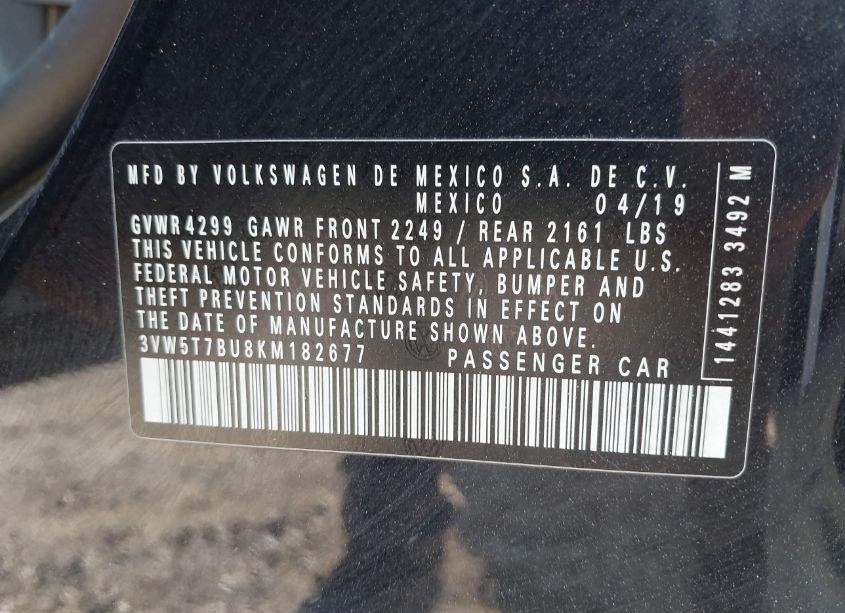 MFD BY VOLKSWAGEN DE MEXICO S.A. DE C.V.
MEXICO 04/19
GVWR 4299 GAWR FRONT 2249 / REAR 2161 LBS
THIS VEHICLE CONFORMS TO ALL APPLICABLE U.S.
FEDERAL MOTOR VEHICLE SAFETY, BUMPER AND
THEFT PREVENTION STANDARDS IN EFFECT ON
THE DATE OF MANUFACTURE SHOWN ABOVE.
3VW5T7BU8KM182677 PASSENGER CAR
1441283 3492 M